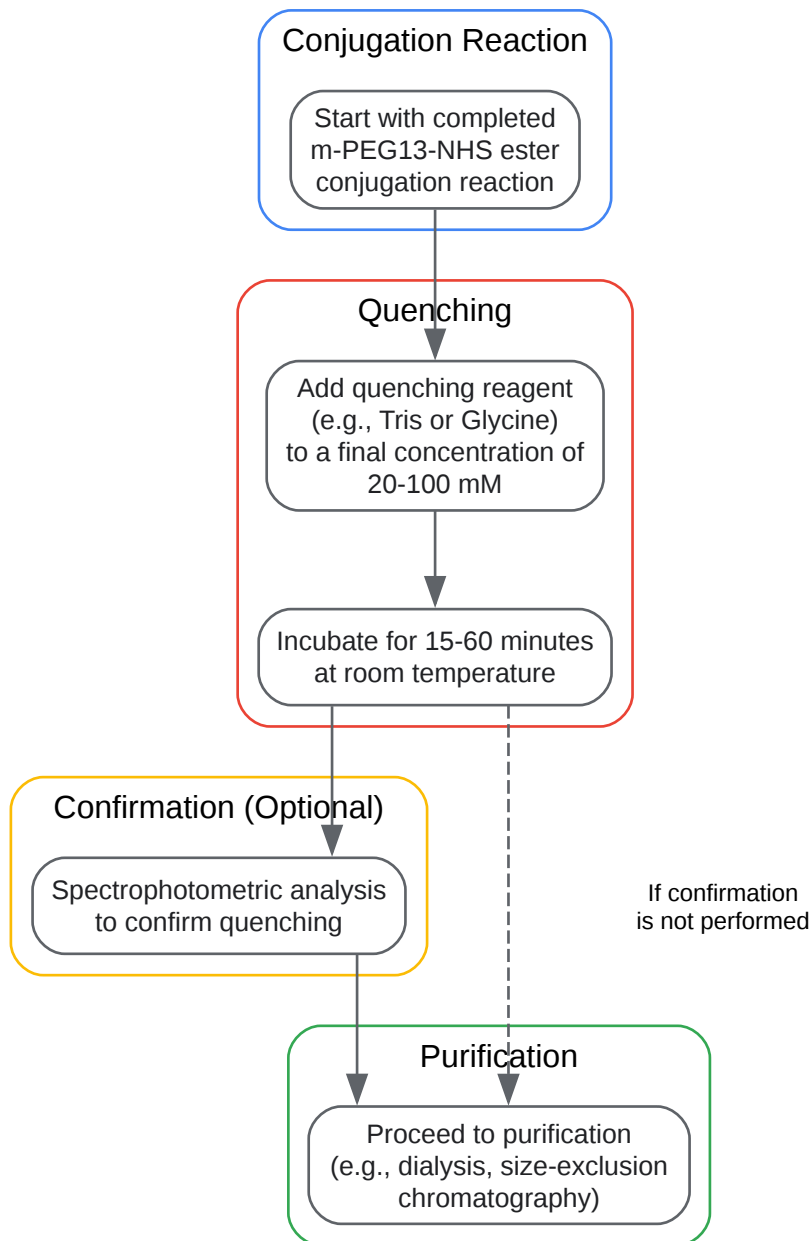 Conjugation Reaction
Start with completed
m-PEG13-NHS ester
conjugation reaction
Quenching
Add quenching reagent
(e.g., Tris or Glycine)
to a final concentration of
20-100 mM
Incubate for 15-60 minutes
at room temperature
Confirmation (Optional)
Spectrophotometric analysis
to confirm quenching
If confirmation
is not performed
Purification
Proceed to purification
(e.g., dialysis, size-exclusion
chromatography)